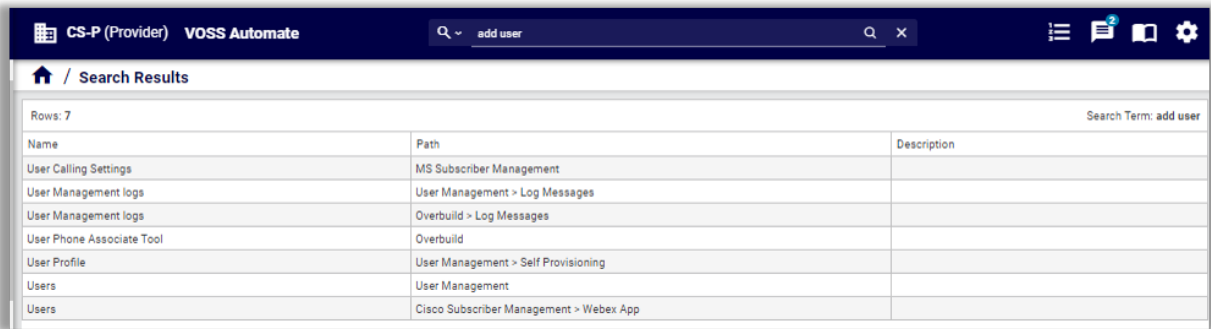 CS-P (Provider) VOSS Automate add user 2
/ Search Results
Rows: 7 Search Term: add user
Name Path Description
User Calling Settings MS Subscriber Management
User Management logs User Management > Log Messages
User Management logs Overbuild > Log Messages
User Phone Associate Tool Overbuild
User Profile User Management > Self Provisioning
Users User Management
Users Cisco Subscriber Management > Webex App